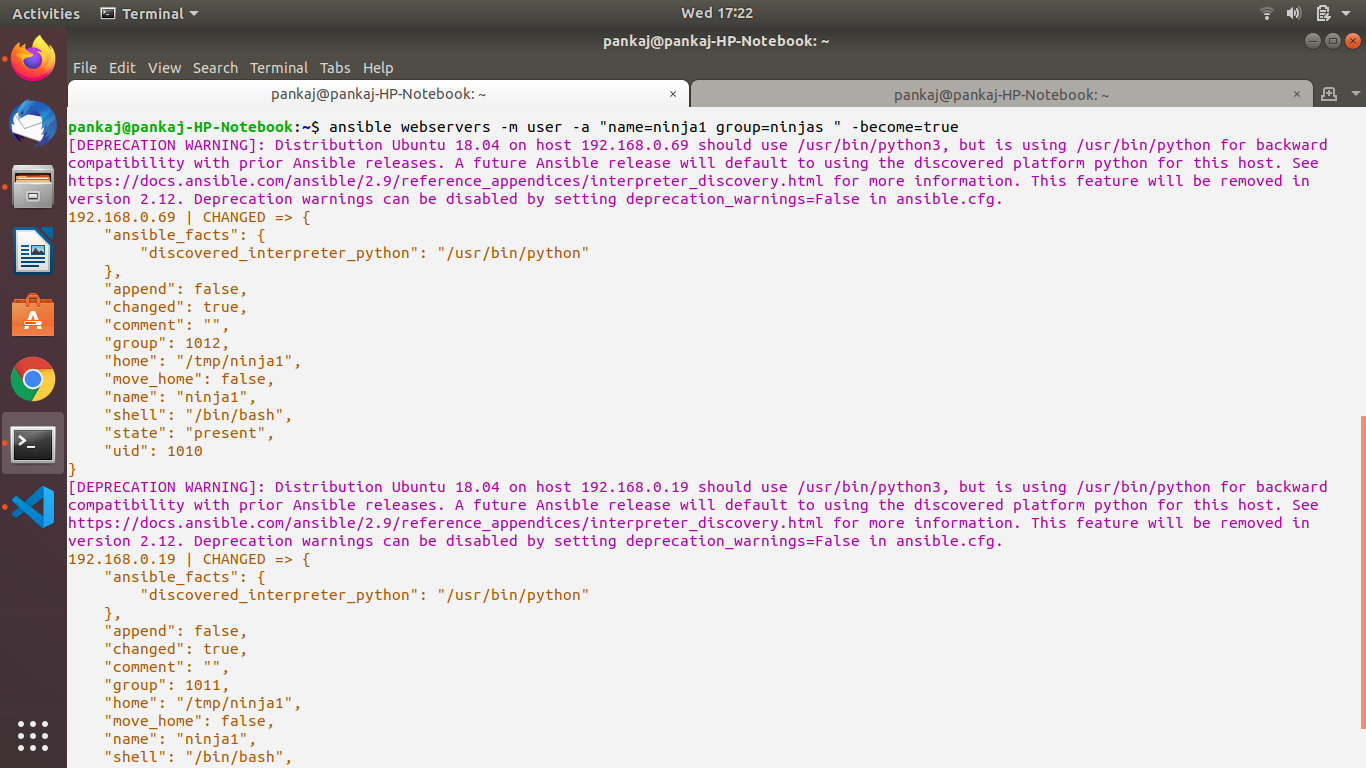 Activities Terminal Wed 17:22
pankaj@pankaj-HP-Notebook: ~
File Edit View Search Terminal Tabs Help
pankaj@pankaj-HP-Notebook: ~ × pankaj@pankaj-HP-Notebook: ~ ×
pankaj@pankaj-HP-Notebook:~$ ansible webservers -m user -a "name=ninja1 group=ninjas " -become=true
[DEPRECATION WARNING]: Distribution Ubuntu 18.04 on host 192.168.0.69 should use /usr/bin/python3, but is using /usr/bin/python for backward
compatibility with prior Ansible releases. A future Ansible release will default to using the discovered platform python for this host. See
https://docs.ansible.com/ansible/2.9/reference_appendices/interpreter_discovery.html for more information. This feature will be removed in
version 2.12. Deprecation warnings can be disabled by setting deprecation_warnings=False in ansible.cfg.
192.168.0.69 | CHANGED => {
    "ansible_facts": {
        "discovered_interpreter_python": "/usr/bin/python"
    },
    "append": false,
    "changed": true,
    "comment": "",
    "group": 1012,
    "home": "/tmp/ninja1",
    "move_home": false,
    "name": "ninja1",
    "shell": "/bin/bash",
    "state": "present",
    "uid": 1010
}
[DEPRECATION WARNING]: Distribution Ubuntu 18.04 on host 192.168.0.19 should use /usr/bin/python3, but is using /usr/bin/python for backward
compatibility with prior Ansible releases. A future Ansible release will default to using the discovered platform python for this host. See
https://docs.ansible.com/ansible/2.9/reference_appendices/interpreter_discovery.html for more information. This feature will be removed in
version 2.12. Deprecation warnings can be disabled by setting deprecation_warnings=False in ansible.cfg.
192.168.0.19 | CHANGED => {
    "ansible_facts": {
        "discovered_interpreter_python": "/usr/bin/python"
    },
    "append": false,
    "changed": true,
    "comment": "",
    "group": 1011,
    "home": "/tmp/ninja1",
    "move_home": false,
    "name": "ninja1",
    "shell": "/bin/bash",